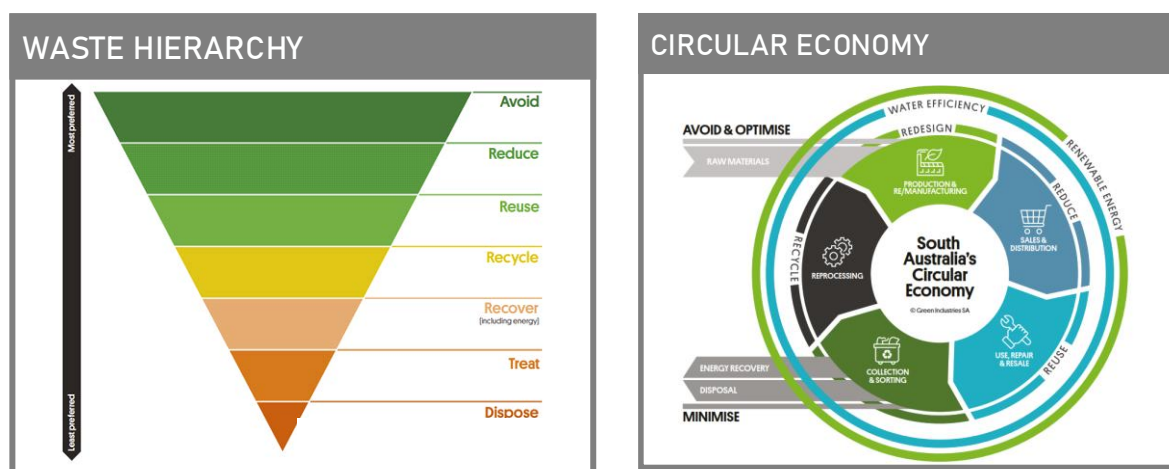 WASTE HIERARCHY
Most preferred
Least preferred
Avoid
Reduce
Reuse
Recycle
Recover
(including energy)
Treat
Dispose
CIRCULAR ECONOMY
AVOID & OPTIMISE
RAW MATERIALS
WATER EFFICIENCY
RENEWABLE ENERGY
REDESIGN
PRODUCTION &
RE/MANUFACTURING
REDUCE
SALES &
DISTRIBUTION
REUSE
USE, REPAIR
& RESALE
COLLECTION
& SORTING
RECYCLE
REPROCESSING
South
Australia's
Circular
Economy
© Green Industries SA
ENERGY RECOVERY
DISPOSAL
MINIMISE